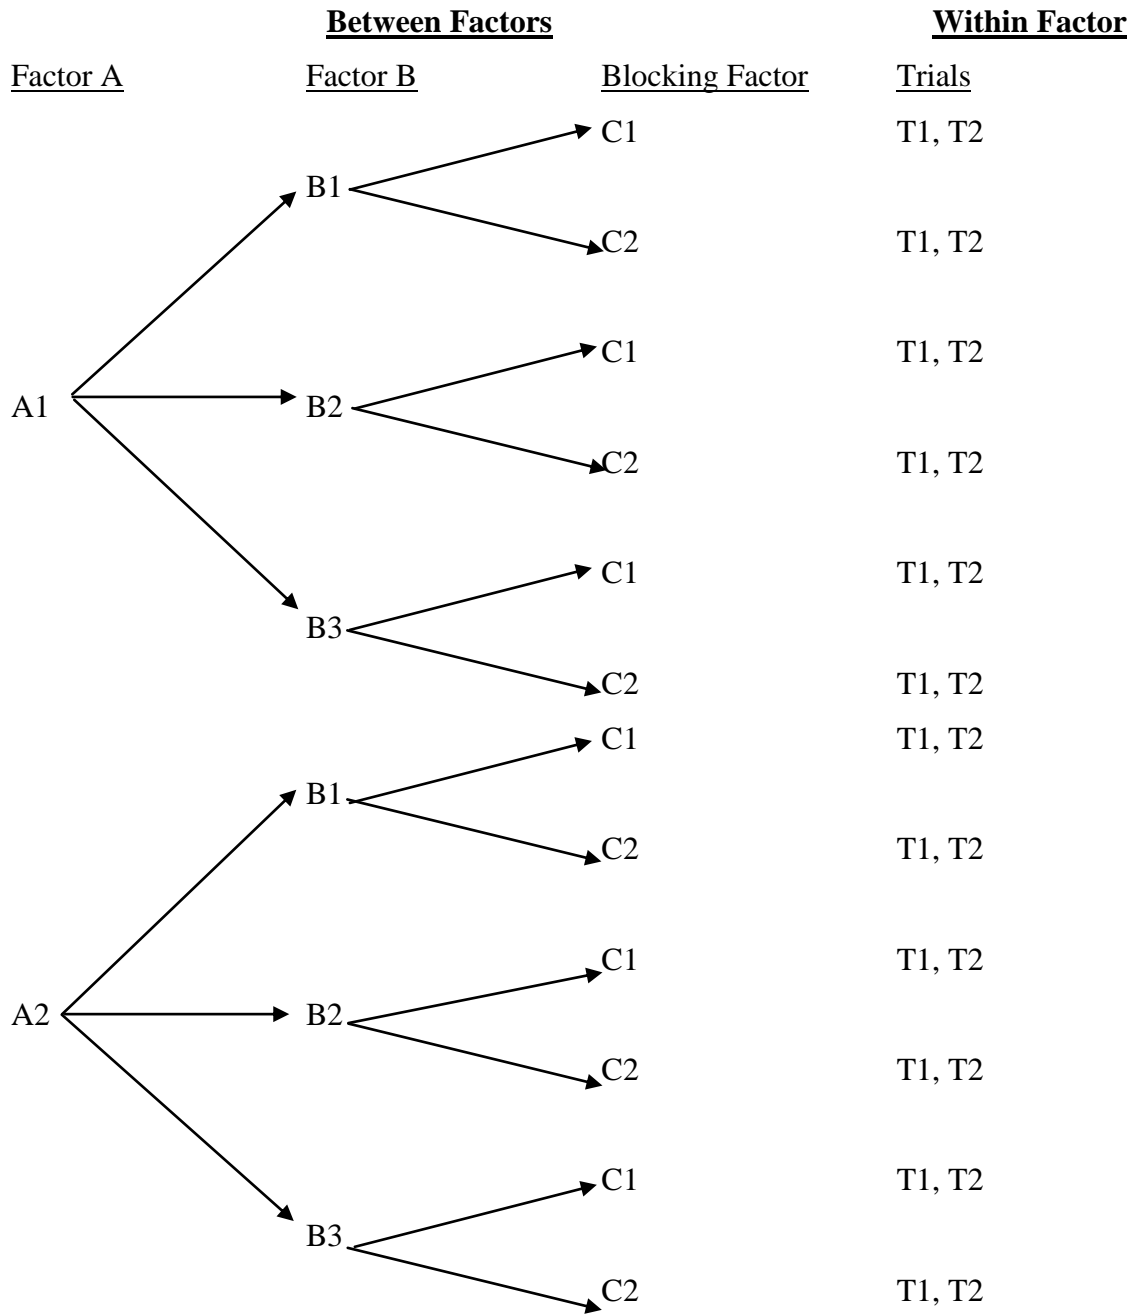 Between Factors Within Factor
Factor A Factor B Blocking Factor Trials
C1 T1, T2
B1
C2 T1, T2
C1 T1, T2
A1 B2
C2 T1, T2
C1 T1, T2
B3
C2 T1, T2
C1 T1, T2
B1
C2 T1, T2
C1 T1, T2
A2 B2
C2 T1, T2
C1 T1, T2
B3
C2 T1, T2